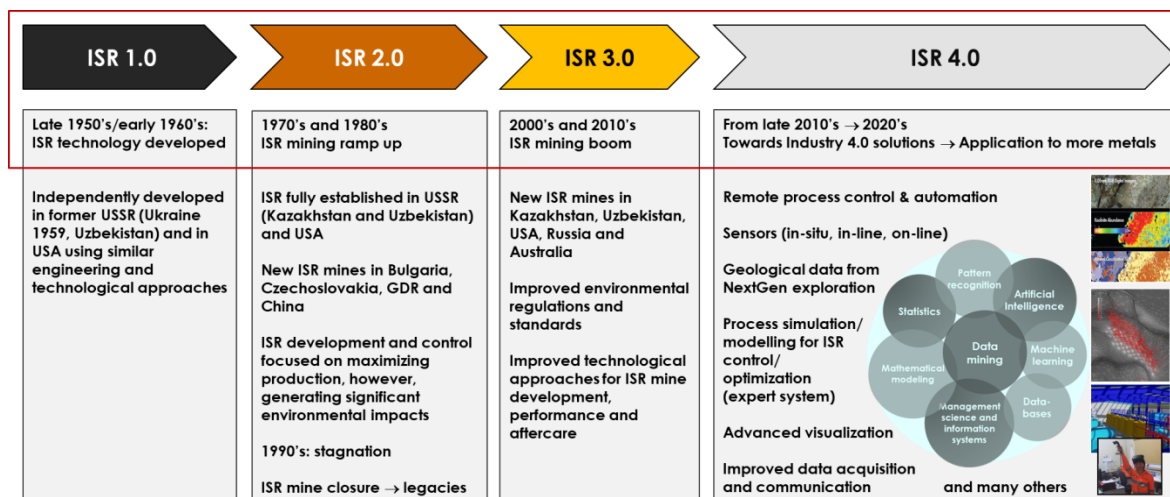 ISR 1.0
ISR 2.0
ISR 3.0
ISR 4.0
Late 1950's/early 1960's:
ISR technology developed
Independently developed
in former USSR (Ukraine
1959, Uzbekistan) and in
USA using similar
engineering and
technological approaches
1970's and 1980's
ISR mining ramp up
ISR fully established in USSR
(Kazakhstan and Uzbekistan)
and USA
New ISR mines in Bulgaria,
Czechoslovakia, GDR and
China
ISR development and control
focused on maximizing
production, however,
generating significant
environmental impacts
1990's: stagnation
ISR mine closure → legacies
2000's and 2010's
ISR mining boom
New ISR mines in
Kazakhstan, Uzbekistan,
USA, Russia and
Australia
Improved environmental
regulations and
standards
Improved technological
approaches for ISR mine
development,
performance and
aftercare
From late 2010's → 2020's
Towards Industry 4.0 solutions → Application to more metals
Remote process control & automation
Sensors (in-situ, in-line, on-line)
Geological data from
NextGen exploration
Process simulation/
modelling for ISR
control/
optimization
(expert system)
Advanced visualization
Improved data acquisition
and communication
and many others
Pattern
recognition
Statistics
Artificial
Intelligence
Data
mining
Machine
learning
Mathematical
modeling
Data-
bases
Management
science and
information
systems